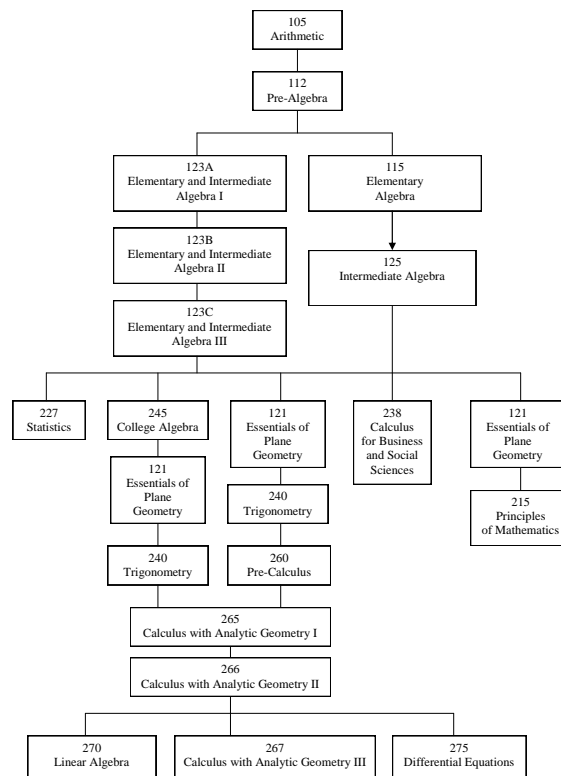 105
Arithmetic
112
Pre-Algebra
123A
Elementary and Intermediate
Algebra I
115
Elementary
Algebra
123B
Elementary and Intermediate
Algebra II
125
Intermediate Algebra
123C
Elementary and Intermediate
Algebra III
227
Statistics
245
College Algebra
121
Essentials of
Plane
Geometry
238
Calculus
for Business
and Social
Sciences
121
Essentials of
Plane
Geometry
121
Essentials of
Plane
Geometry
240
Trigonometry
215
Principles
of Mathematics
240
Trigonometry
260
Pre-Calculus
265
Calculus with Analytic Geometry I
266
Calculus with Analytic Geometry II
270
Linear Algebra
267
Calculus with Analytic Geometry III
275
Differential Equations